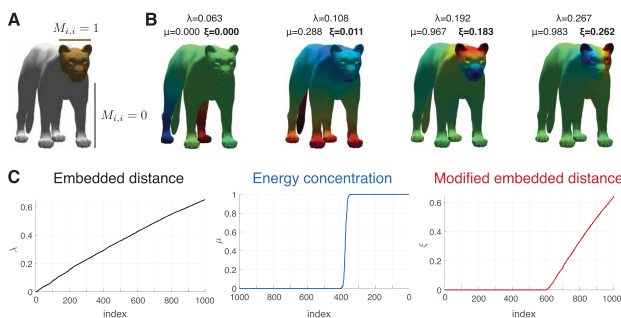 A
M_{i,i} = 1
M_{i,i} = 0
B
λ=0.063
μ=0.000 ξ=0.000
λ=0.108
μ=0.288 ξ=0.011
λ=0.192
μ=0.967 ξ=0.183
λ=0.267
μ=0.983 ξ=0.262
C
Embedded distance
0.6
0.4
0.2
0
λ
0 200 400 600 800 1000
index
Energy concentration
1
0.8
0.6
0.4
0.2
0
μ
1000 800 600 400 200 0
index
Modified embedded distance
0.6
0.4
0.2
0
ξ
0 200 400 600 800 1000
index